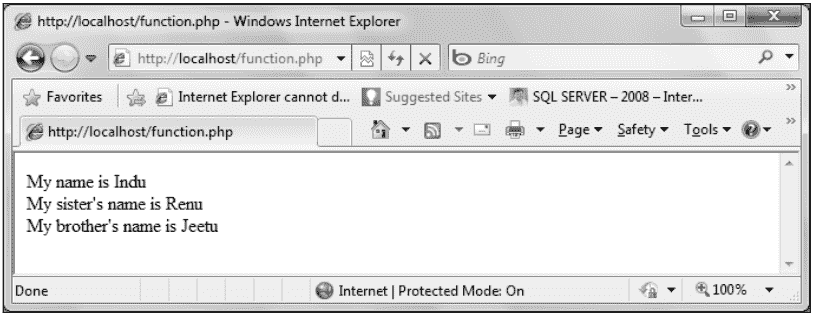 http://localhost/function.php - Windows Internet Explorer
http://localhost/function.php
Bing
Favorites
Internet Explorer cannot d...
Suggested Sites
SQL SERVER – 2008 – Inter...
http://localhost/function.php
Page
Safety
Tools
My name is Indu
My sister's name is Renu
My brother's name is Jeetu
Done
Internet | Protected Mode: On
100%